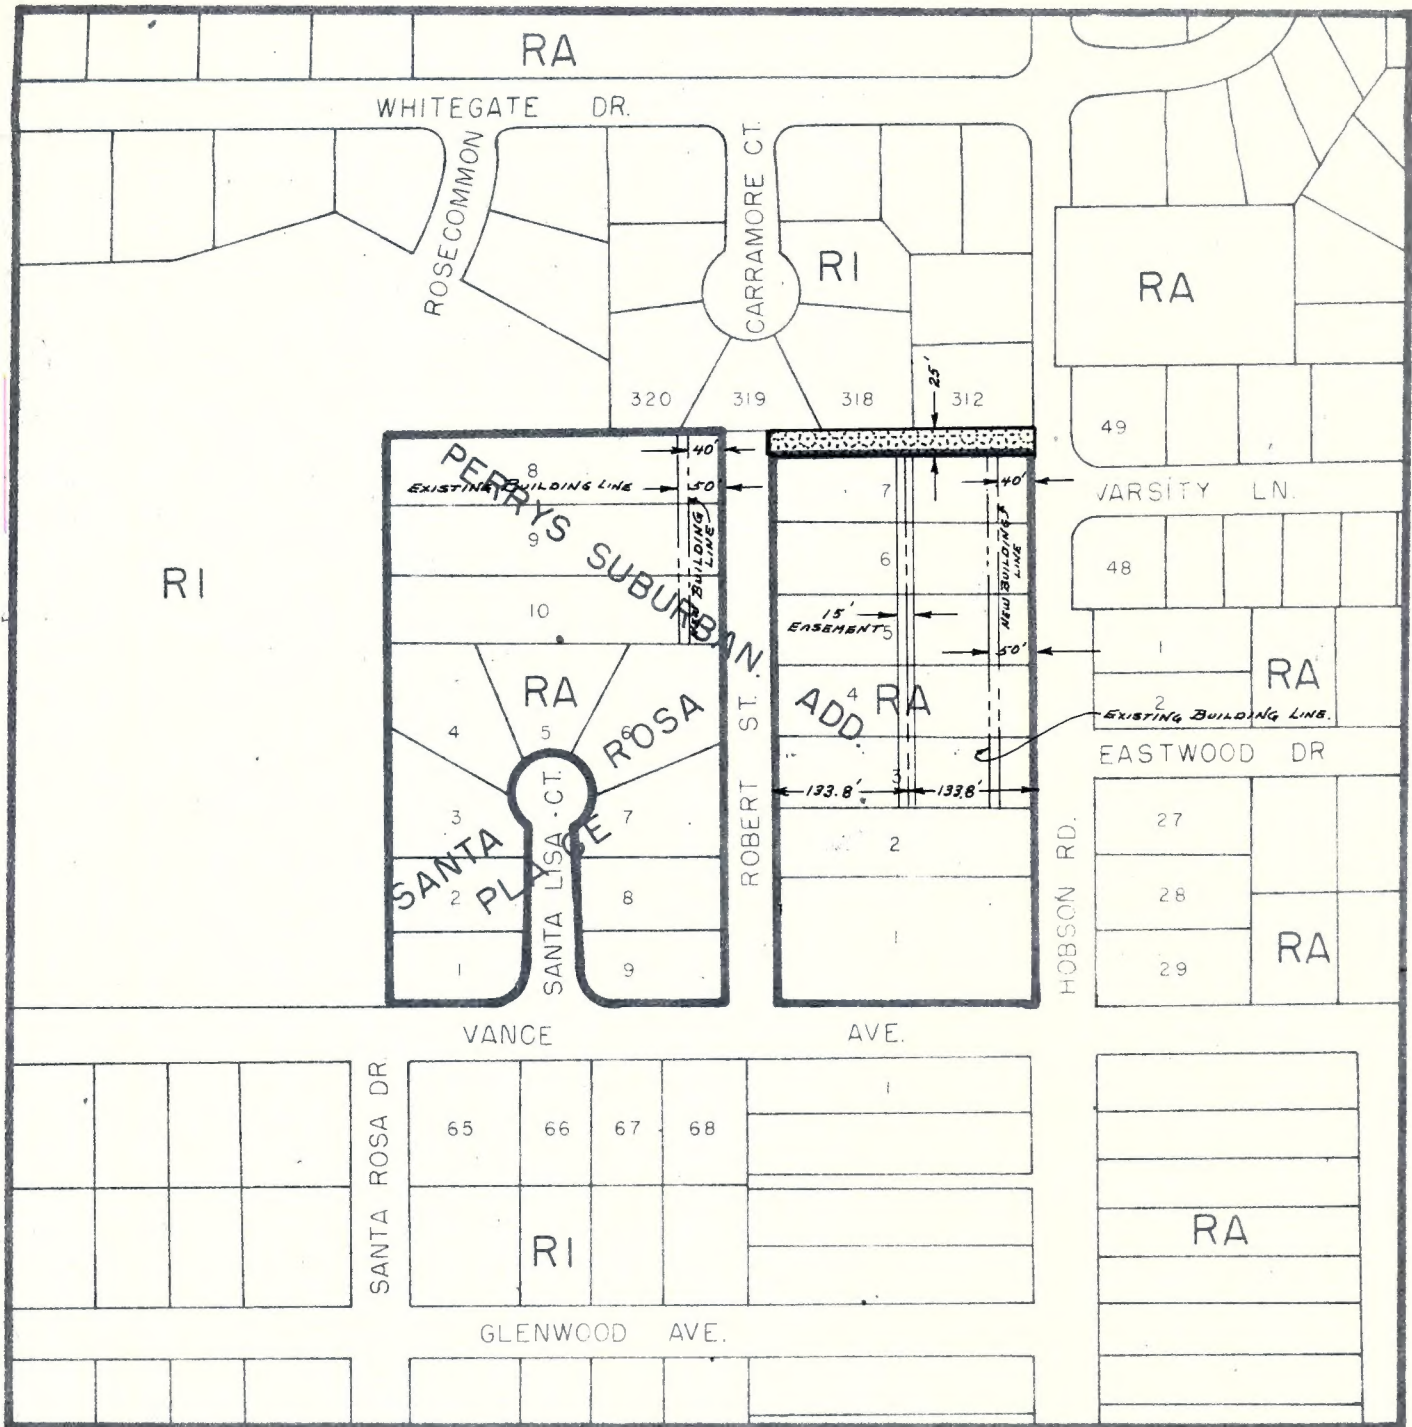 RA
WHITEGATE DR.
ROSECOMMON
CARRAMORE CT.
RI
RA
320
319
318
312
25'
49
PERRYS SUBURBAN
ADD.
8
40'
EXISTING BUILDING LINE
50'
NEW BUILDING LINE
9
10
7
40'
VARSITY LN.
6
NEW BUILDING LINE
48
RI
15'
EASEMENT
5
50'
1
RA
2
RA
4
RA
EXISTING BUILDING LINE.
4
5
6
SANTA ROSA
PLACE
ROBERT ST.
3
133.8'
133.8'
EASTWOOD DR
3
7
2
27
2
8
28
SANTA LISA CT.
1
HOBSON RD.
RA
1
9
29
VANCE AVE.
SANTA ROSA DR.
65
66
67
68
1
RI
RA
GLENWOOD AVE.